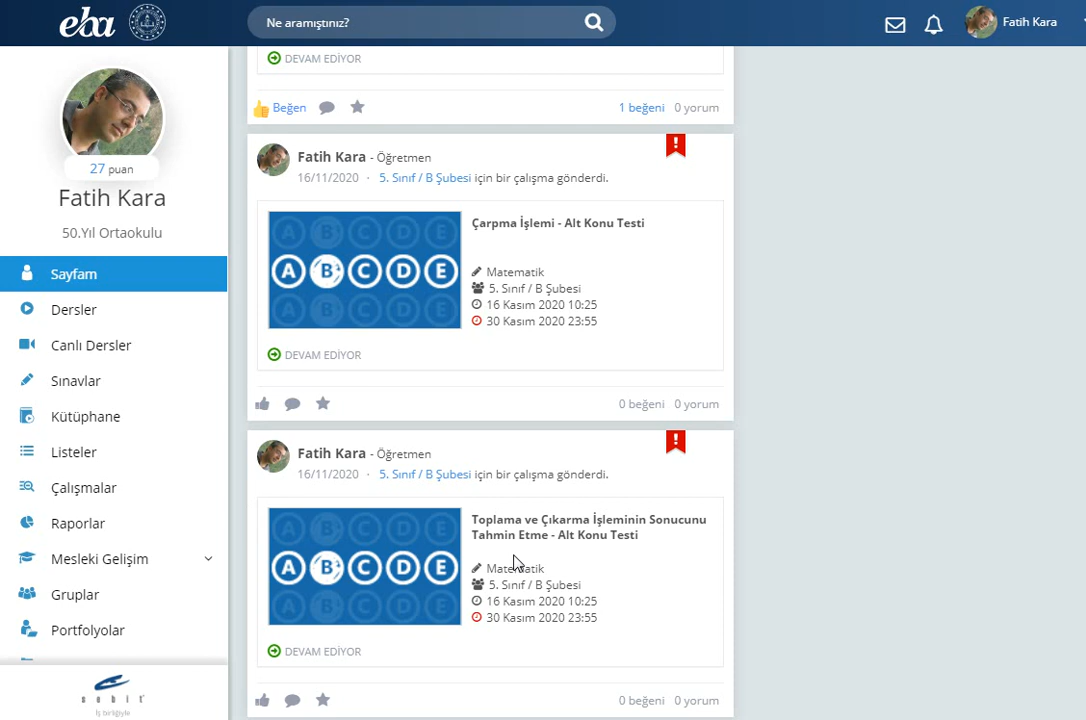 eba
Ne aramıştınız?
Fatih Kara
27 puan
Fatih Kara
50.Yıl Ortaokulu
Sayfam
Dersler
Canlı Dersler
Sınavlar
Kütüphane
Listeler
Çalışmalar
Raporlar
Mesleki Gelişim
Gruplar
Portfolyolar
sebit
İş birliğiyle
DEVAM EDİYOR
Beğen
1 beğeni 0 yorum
Fatih Kara - Öğretmen
16/11/2020 · 5. Sınıf / B Şubesi için bir çalışma gönderdi.
A B C D E
A B C D E
A B C D E
Çarpma İşlemi - Alt Konu Testi
Matematik
5. Sınıf / B Şubesi
16 Kasım 2020 10:25
30 Kasım 2020 23:55
DEVAM EDİYOR
0 beğeni 0 yorum
Fatih Kara - Öğretmen
16/11/2020 · 5. Sınıf / B Şubesi için bir çalışma gönderdi.
A B C D E
A B C D E
A B C D E
Toplama ve Çıkarma İşleminin Sonucunu
Tahmin Etme - Alt Konu Testi
Matematik
5. Sınıf / B Şubesi
16 Kasım 2020 10:25
30 Kasım 2020 23:55
DEVAM EDİYOR
0 beğeni 0 yorum